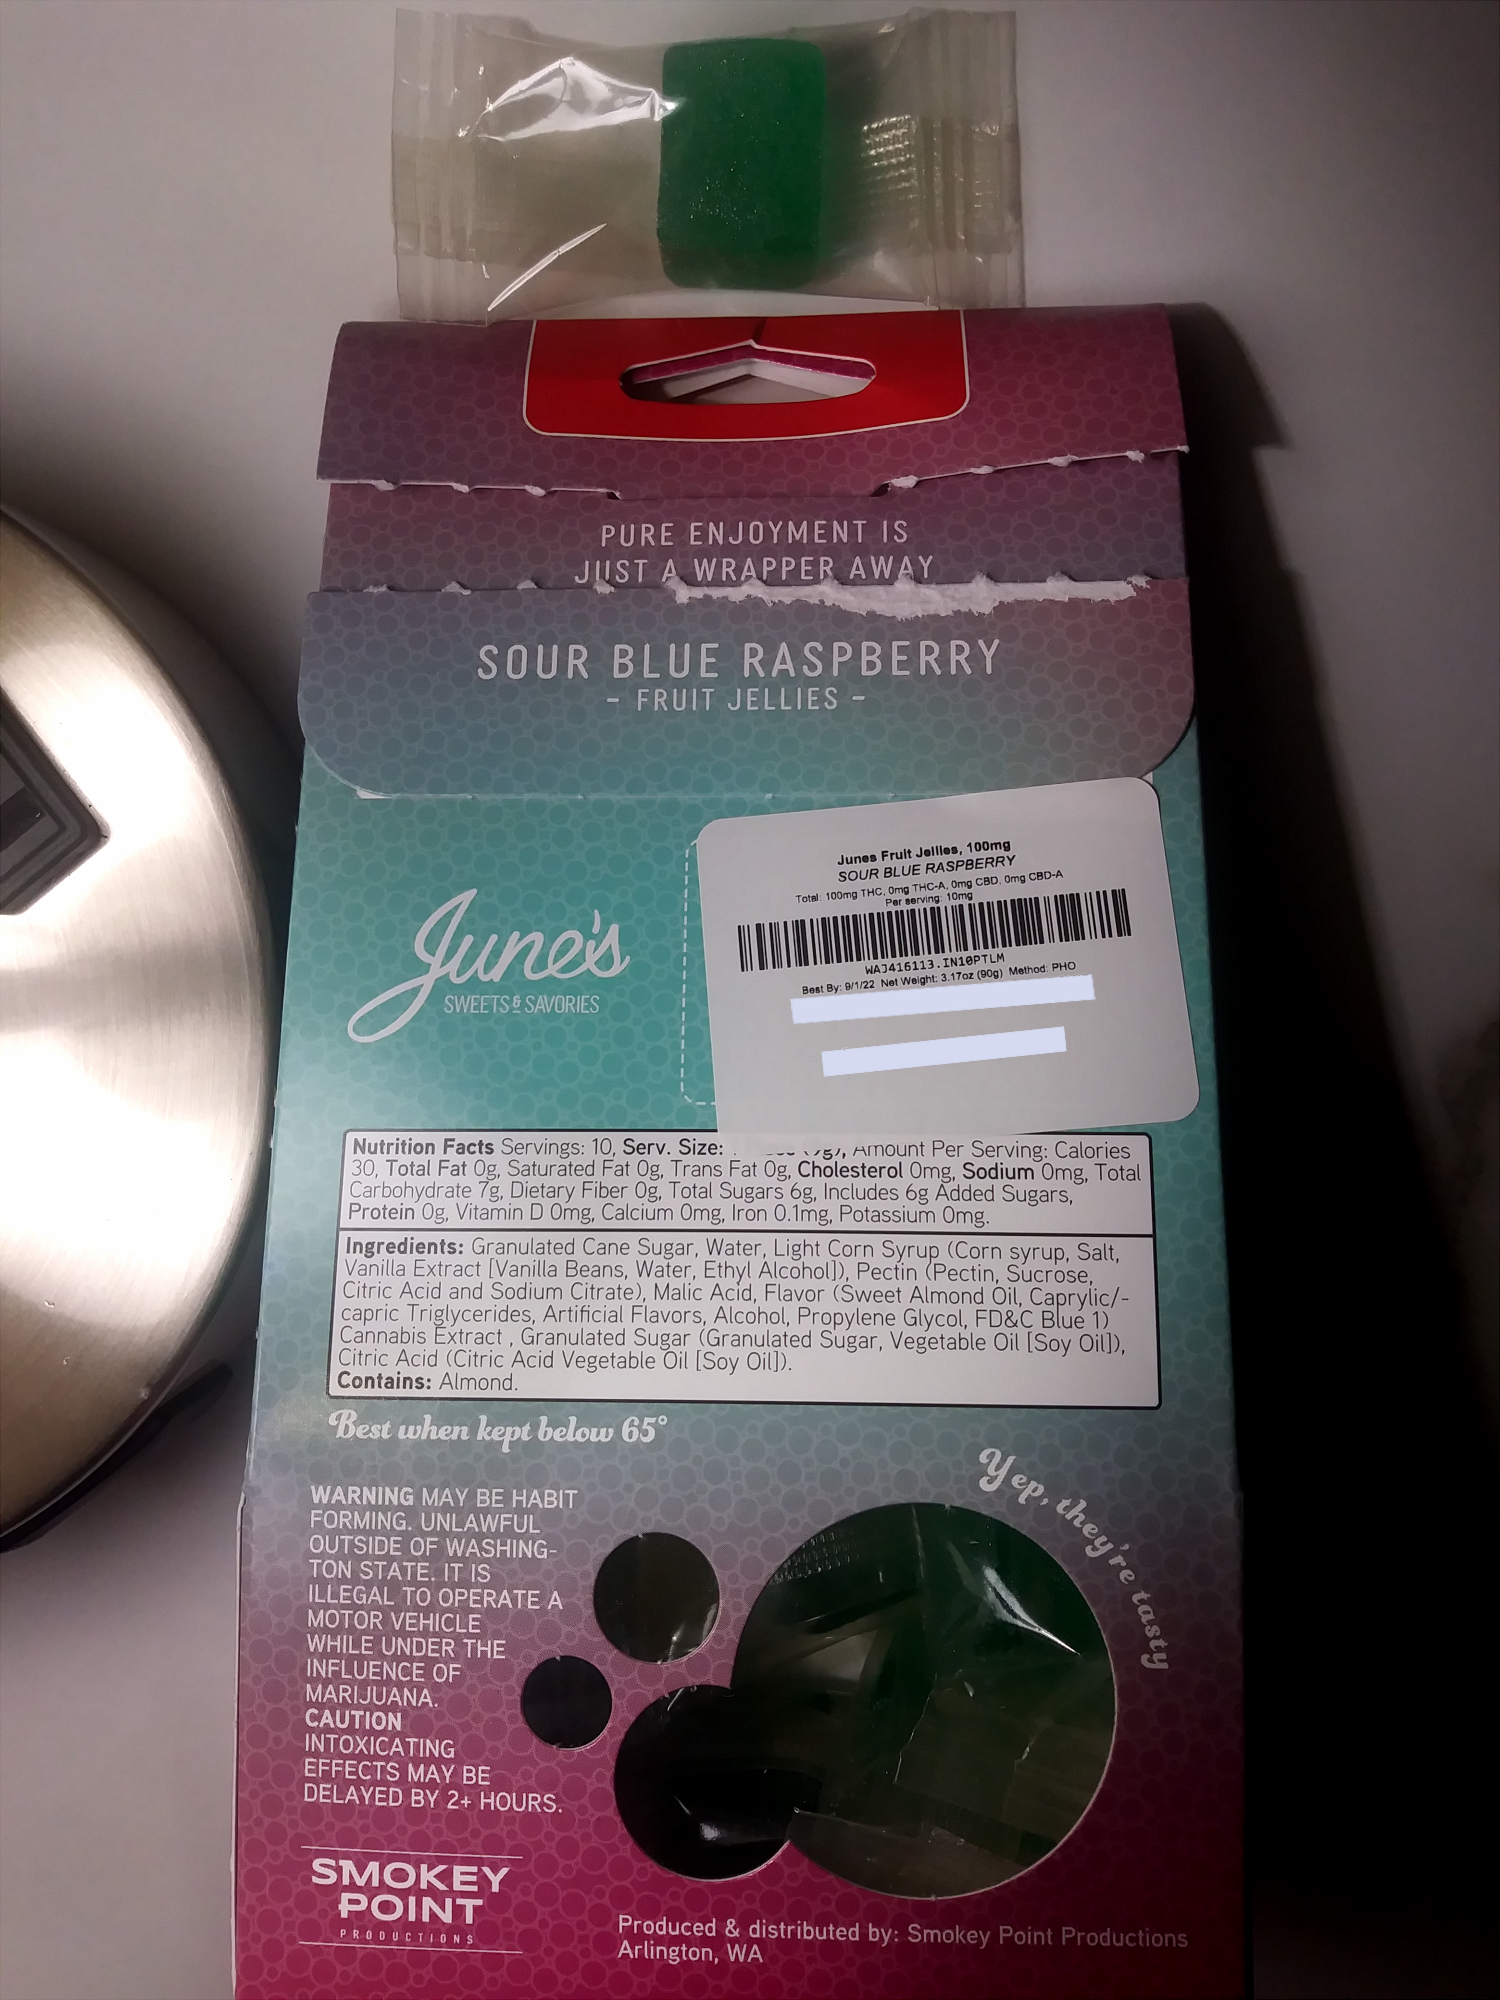 PURE ENJOYMENT IS
JUST A WRAPPER AWAY
SOUR BLUE RASPBERRY
- FRUIT JELLIES -
June's
SWEETS & SAVORIES
Junes Fruit Jellies, 100mg
SOUR BLUE RASPBERRY
Total: 100mg THC, 0mg THC-A, 0mg CBD, 0mg CBD-A
Per serving: 10mg
WAJ416113.IN10PTLM
Best By: 9/1/22 Net Weight: 3.17oz (90g) Method: PHO
Nutrition Facts Servings: 10, Serv. Size: Amount Per Serving: Calories
30, Total Fat 0g, Saturated Fat 0g, Trans Fat 0g, Cholesterol 0mg, Sodium 0mg, Total
Carbohydrate 7g, Dietary Fiber 0g, Total Sugars 6g, Includes 6g Added Sugars,
Protein 0g, Vitamin D 0mg, Calcium 0mg, Iron 0.1mg, Potassium 0mg.
Ingredients: Granulated Cane Sugar, Water, Light Corn Syrup (Corn syrup, Salt,
Vanilla Extract [Vanilla Beans, Water, Ethyl Alcohol]), Pectin (Pectin, Sucrose,
Citric Acid and Sodium Citrate), Malic Acid, Flavor (Sweet Almond Oil, Caprylic/-
capric Triglycerides, Artificial Flavors, Alcohol, Propylene Glycol, FD&C Blue 1)
Cannabis Extract , Granulated Sugar (Granulated Sugar, Vegetable Oil [Soy Oil]),
Citric Acid (Citric Acid Vegetable Oil [Soy Oil]).
Contains: Almond.
Best when kept below 65°
Yep, they're tasty
WARNING MAY BE HABIT
FORMING. UNLAWFUL
OUTSIDE OF WASHING-
TON STATE. IT IS
ILLEGAL TO OPERATE A
MOTOR VEHICLE
WHILE UNDER THE
INFLUENCE OF
MARIJUANA.
CAUTION
INTOXICATING
EFFECTS MAY BE
DELAYED BY 2+ HOURS.
SMOKEY
POINT
PRODUCTIONS
Produced & distributed by: Smokey Point Productions
Arlington, WA